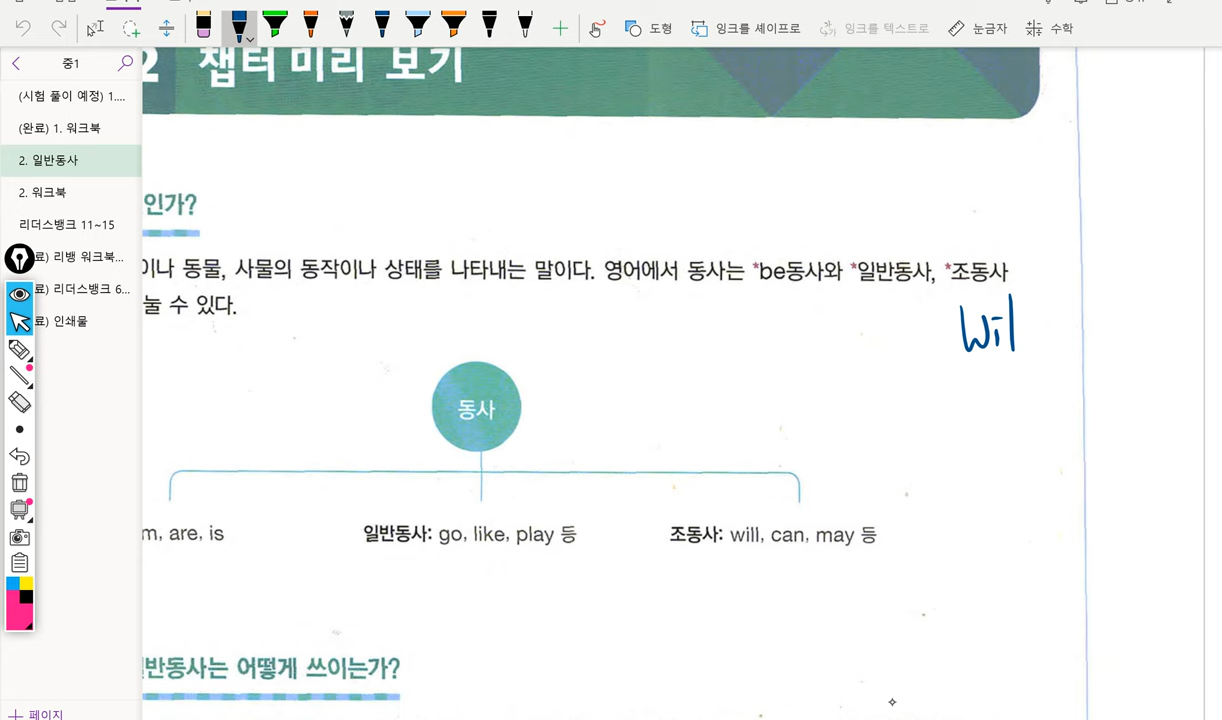 도형
잉크를 셰이프로
잉크를 텍스트로
눈금자
수학
중1
(시험 풀이 예정) 1....
(완료) 1. 워크북
2. 일반동사
2. 워크북
리더스뱅크 11~15
료) 리뱅 워크북...
료) 리더스뱅크 6...
료) 인쇄물
페이지
2 챕터 미리 보기
인가?
이나 동물, 사물의 동작이나 상태를 나타내는 말이다. 영어에서 동사는 *be동사와 *일반동사, *조동사
눌 수 있다.
Wil
동사
m, are, is
일반동사: go, like, play 등
조동사: will, can, may 등
일반동사는 어떻게 쓰이는가?